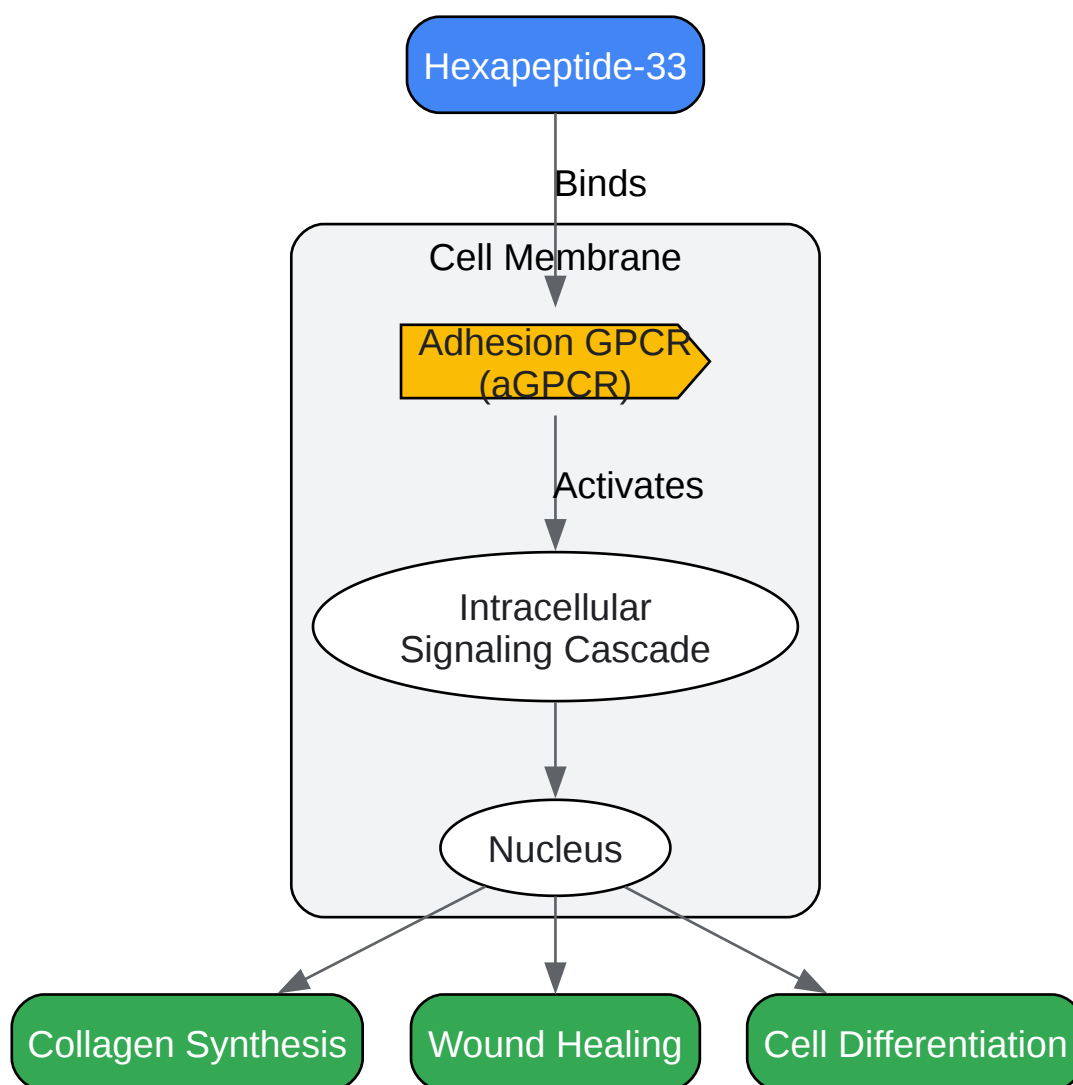 Hexapeptide-33
Binds
Cell Membrane
Adhesion GPCR
(aGPCR)
Activates
Intracellular
Signaling Cascade
Nucleus
Collagen Synthesis
Wound Healing
Cell Differentiation